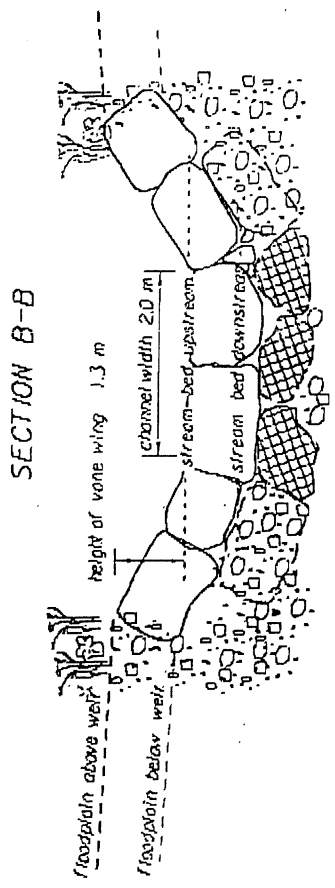 SECTION B-B
height of vane wing 1.3 m
channel width 2.0 m
stream-bed upstream
stream bed downstream
floodplain above weir
floodplain below weir